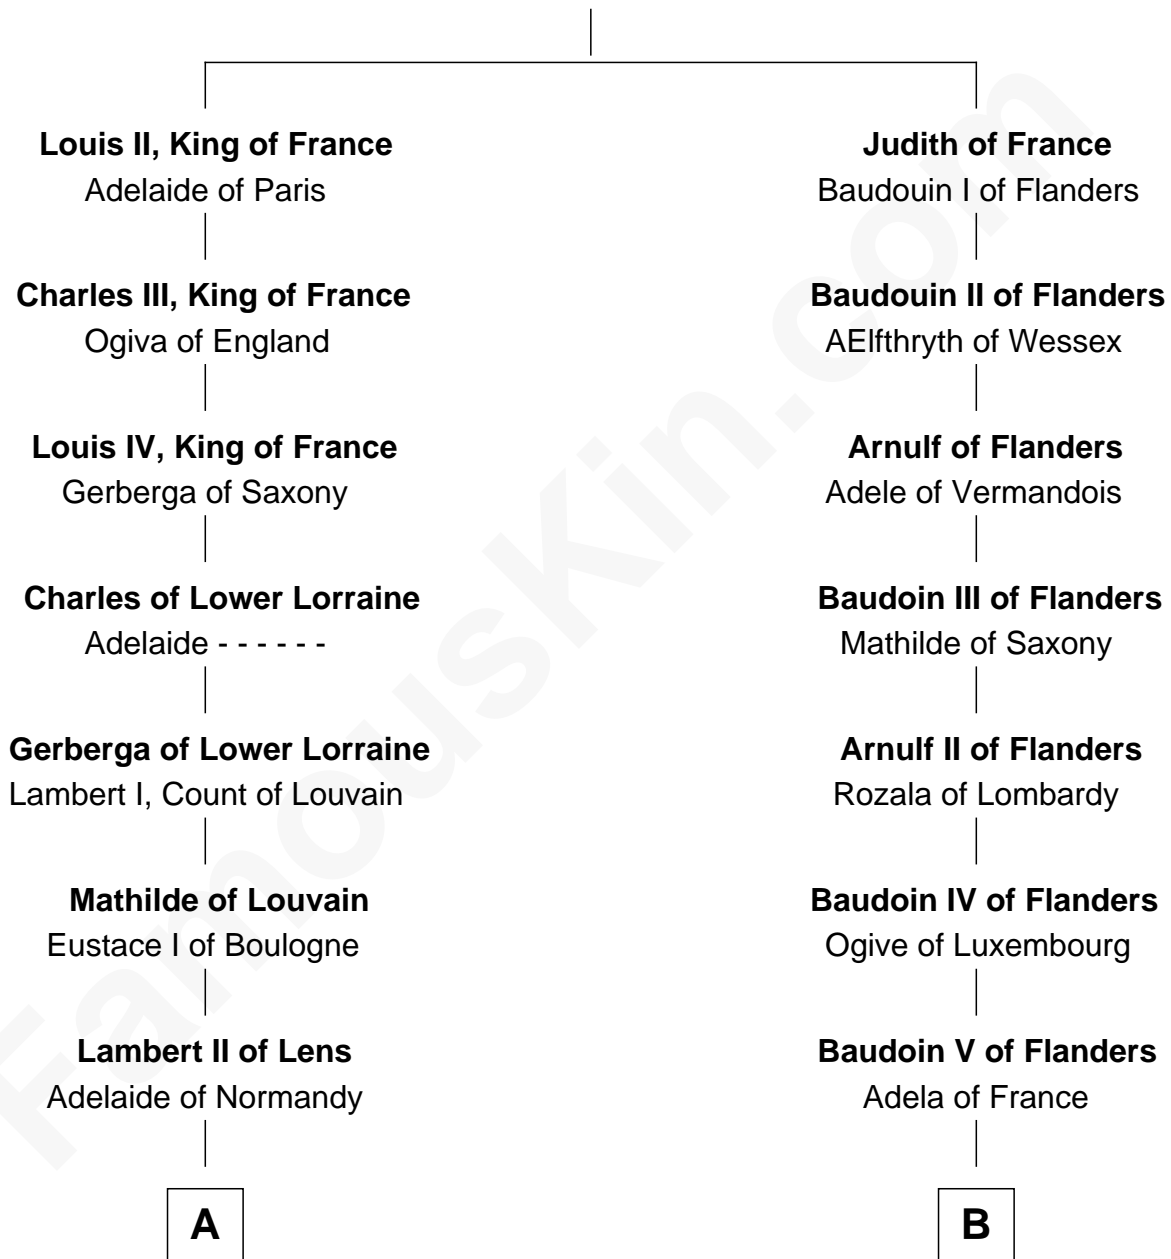 Louis II, King of France
Adelaide of Paris
Charles III, King of France
Ogiva of England
Louis IV, King of France
Gerberga of Saxony
Charles of Lower Lorraine
Adelaide - - - - - -
Gerberga of Lower Lorraine
Lambert I, Count of Louvain
Mathilde of Louvain
Eustace I of Boulogne
Lambert II of Lens
Adelaide of Normandy
A
Judith of France
Baudouin I of Flanders
Baudouin II of Flanders
AElfthryth of Wessex
Arnulf of Flanders
Adele of Vermandois
Baudoin III of Flanders
Mathilde of Saxony
Arnulf II of Flanders
Rozala of Lombardy
Baudoin IV of Flanders
Ogive of Luxembourg
Baudoin V of Flanders
Adela of France
B
FamousKin.com